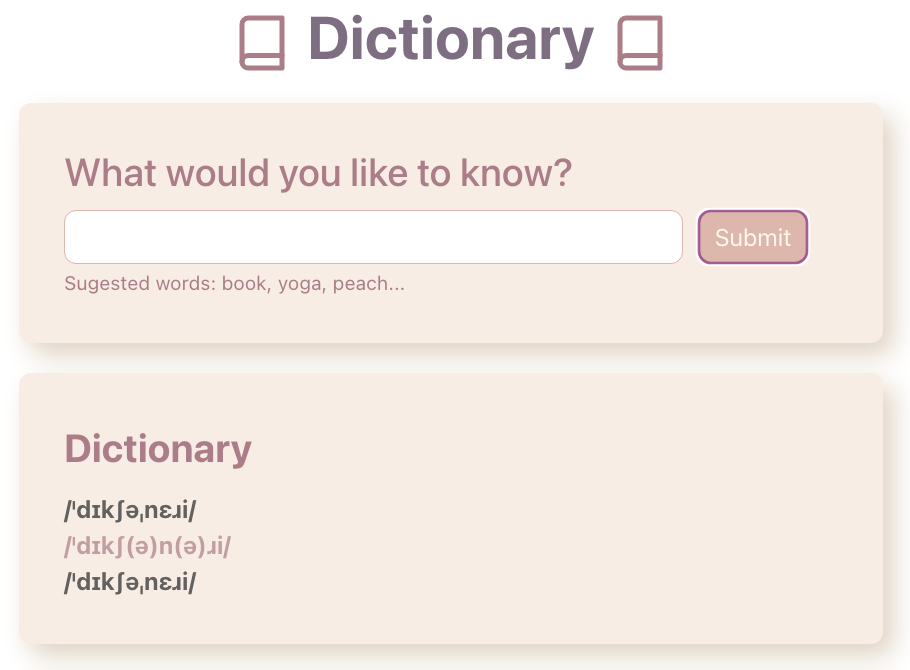 Dictionary
What would you like to know?
Submit
Sugested words: book, yoga, peach...
Dictionary
/ˈdɪkʃəˌnɛɹi/
/ˈdɪkʃ(ə)n(ə)ɹi/
/ˈdɪkʃəˌnɛɹi/